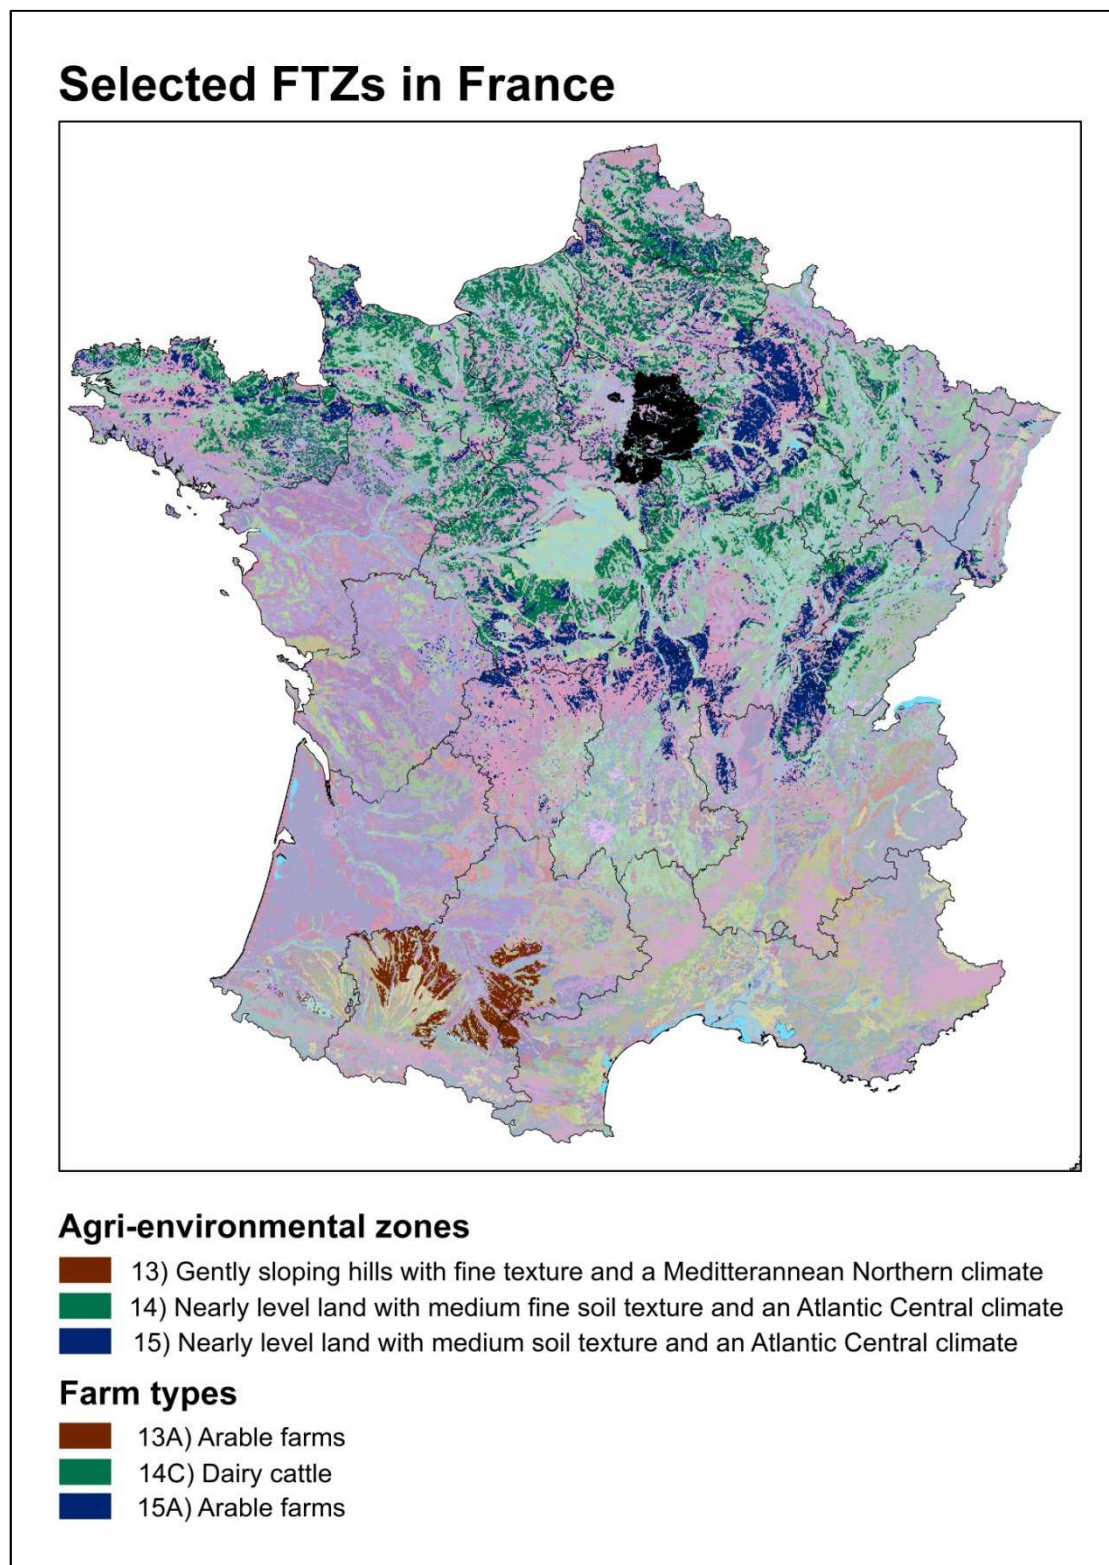 Selected FTZs in France
Agri-environmental zones
13) Gently sloping hills with fine texture and a Meditterannean Northern climate
14) Nearly level land with medium fine soil texture and an Atlantic Central climate
15) Nearly level land with medium soil texture and an Atlantic Central climate
Farm types
13A) Arable farms
14C) Dairy cattle
15A) Arable farms